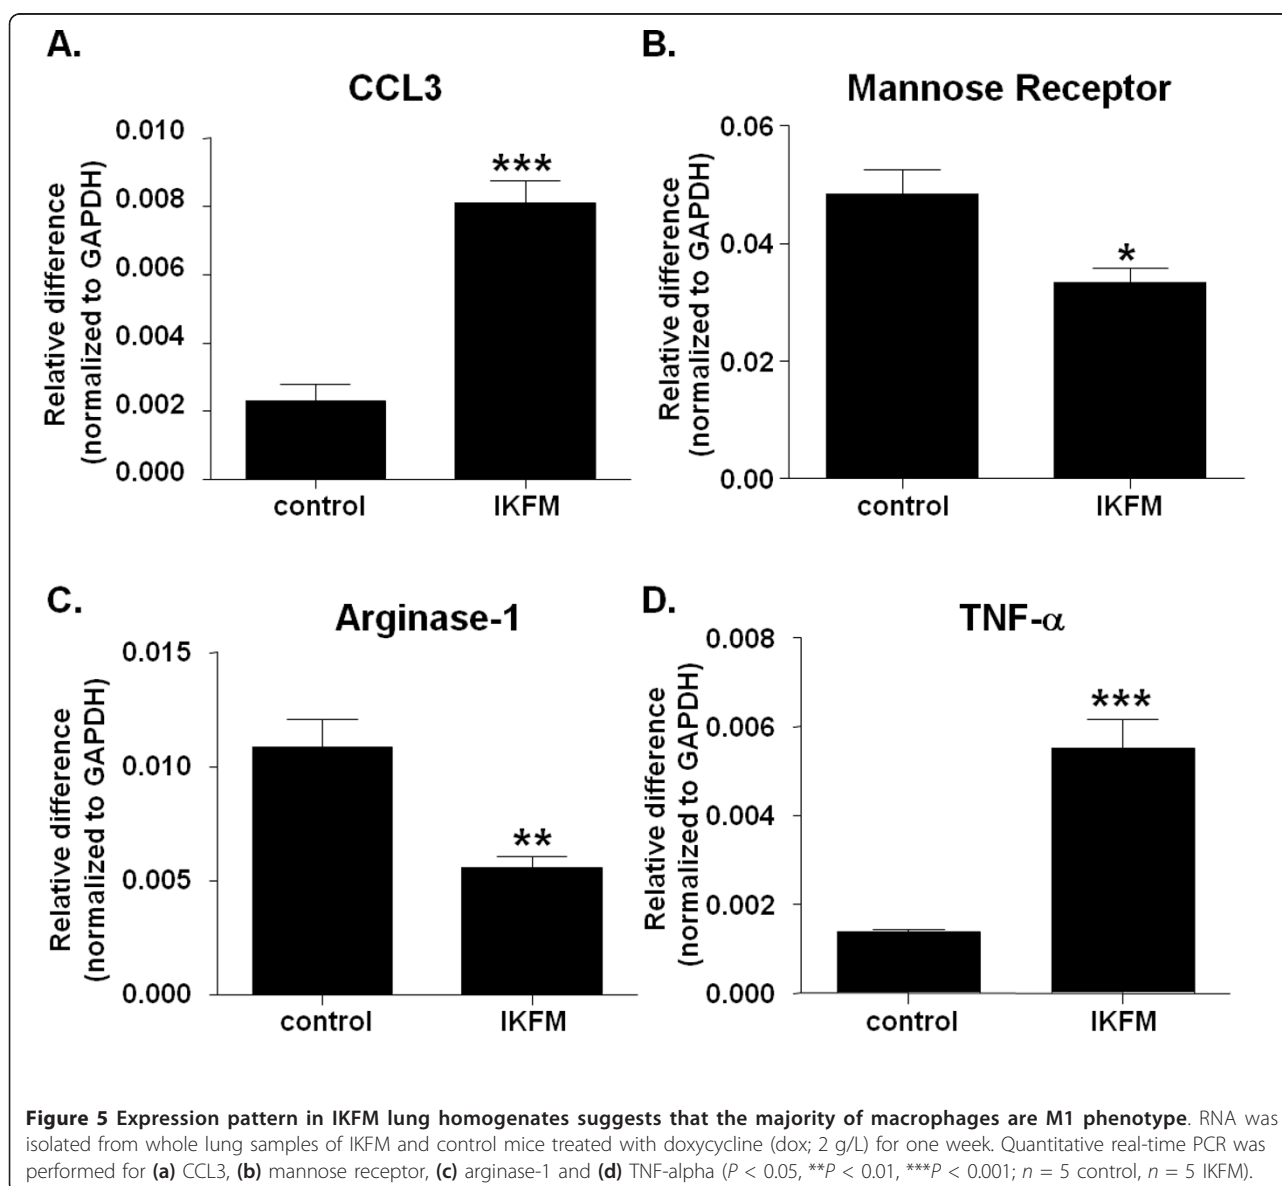 A.
CCL3
Relative difference
(normalized to GAPDH)
0.010
0.008
0.006
0.004
0.002
0.000
***
control
IKFM
B.
Mannose Receptor
Relative difference
(normalized to GAPDH)
0.06
0.04
0.02
0.00
*
control
IKFM
C.
Arginase-1
Relative difference
(normalized to GAPDH)
0.015
0.010
0.005
0.000
**
control
IKFM
D.
TNF-α
Relative difference
(normalized to GAPDH)
0.008
0.006
0.004
0.002
0.000
***
control
IKFM
Figure 5 Expression pattern in IKFM lung homogenates suggests that the majority of macrophages are M1 phenotype. RNA was
isolated from whole lung samples of IKFM and control mice treated with doxycycline (dox; 2 g/L) for one week. Quantitative real-time PCR was
performed for (a) CCL3, (b) mannose receptor, (c) arginase-1 and (d) TNF-alpha (P < 0.05, **P < 0.01, ***P < 0.001; n = 5 control, n = 5 IKFM).